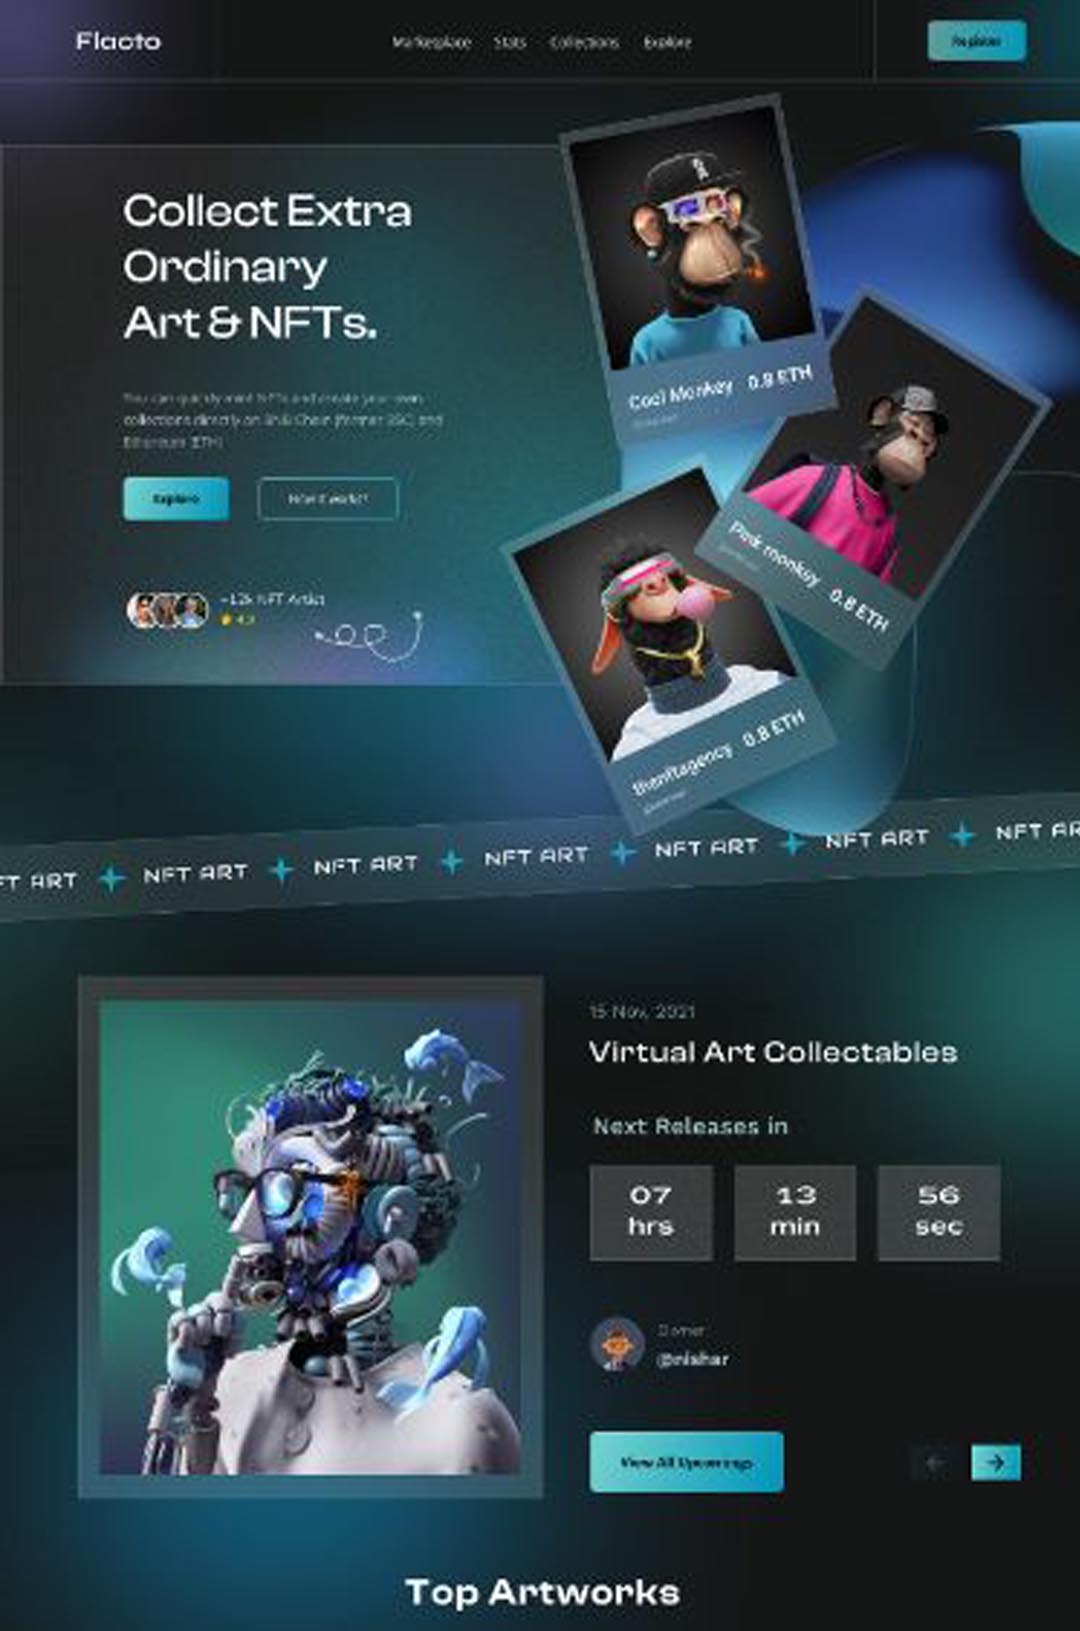 Flacto
Marketplace Stats Collections Explore
Register
Collect Extra
Ordinary
Art & NFTs.
You can quickly mint NFTs and create your own
collections directly on BNB Chain (former BSC) and
Ethereum (ETH)
Explore
How it works?
+12k NFT Artist
4.9
Cool Monkey 0.8 ETH
Pink monkey 0.8 ETH
thenftagency 0.8 ETH
FT ART NFT ART NFT ART NFT ART NFT ART NFT ART NFT AR
15 Nov, 2021
Virtual Art Collectables
Next Releases in
07 13 56
hrs min sec
Owner
@nishar
View All Upcomings
Top Artworks